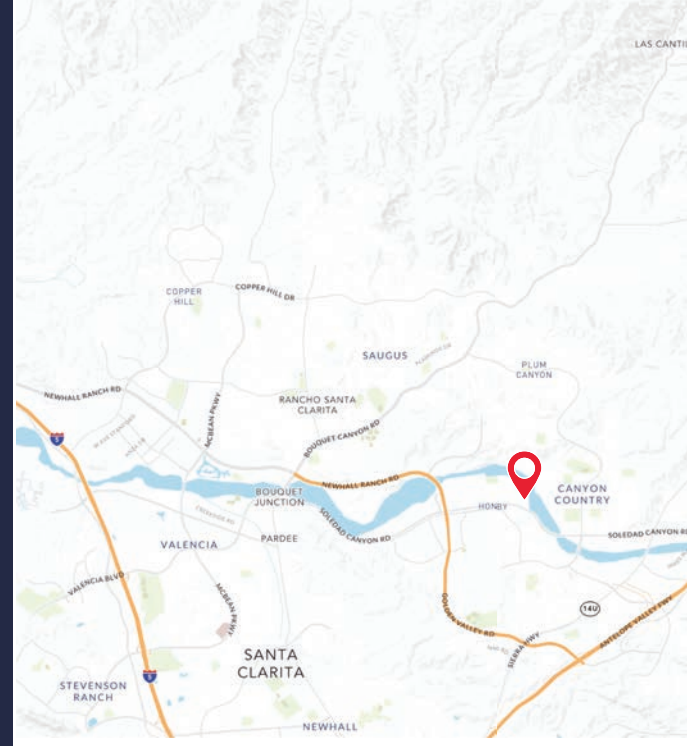 LAS CANTIL
COPPER
HILL
COPPER HILL DR
SAUGUS
PLUM
CANYON
NEWHALL RANCH RD
MCBEAN PKWY
RANCHO SANTA
CLARITA
BOUQUET CANYON RD
5
NEWHALL RANCH RD
BOUQUET
JUNCTION
HONBY
CANYON
COUNTRY
SOLEDAD CANYON RD
SOLEDAD CANYON RD
PARDEE
VALENCIA
VALENCIA BLVD
MCBEAN PKWY
GOLDEN VALLEY RD
14U
SIERRA HWY
ANTELOPE VALLEY FWY
SANTA
CLARITA
5
STEVENSON
RANCH
NEWHALL